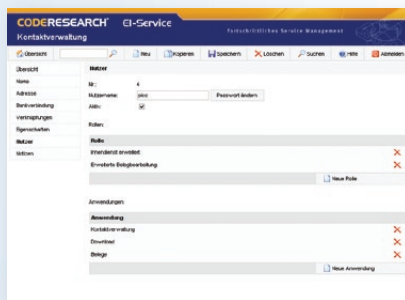 CODERESEARCH® EI-Service
Fortschrittliches Service Management
Kontaktverwaltung
Übersicht Neu Kopieren Speichern Löschen Suchen Hilfe Abmelden
Übersicht
Name
Adresse
Bankverbindung
Verknüpfungen
Eigenschaften
Nutzer
Notizen
Nutzer
Nr.: 4
Nutzername: Passwort ändern
Aktiv:
Rollen:
Rolle
Innendienst erweitert
Erweiterte Belegbearbeitung
Neue Rolle
Anwendungen:
Anwendung
Kontaktverwaltung
Download
Belege
Neue Anwendung